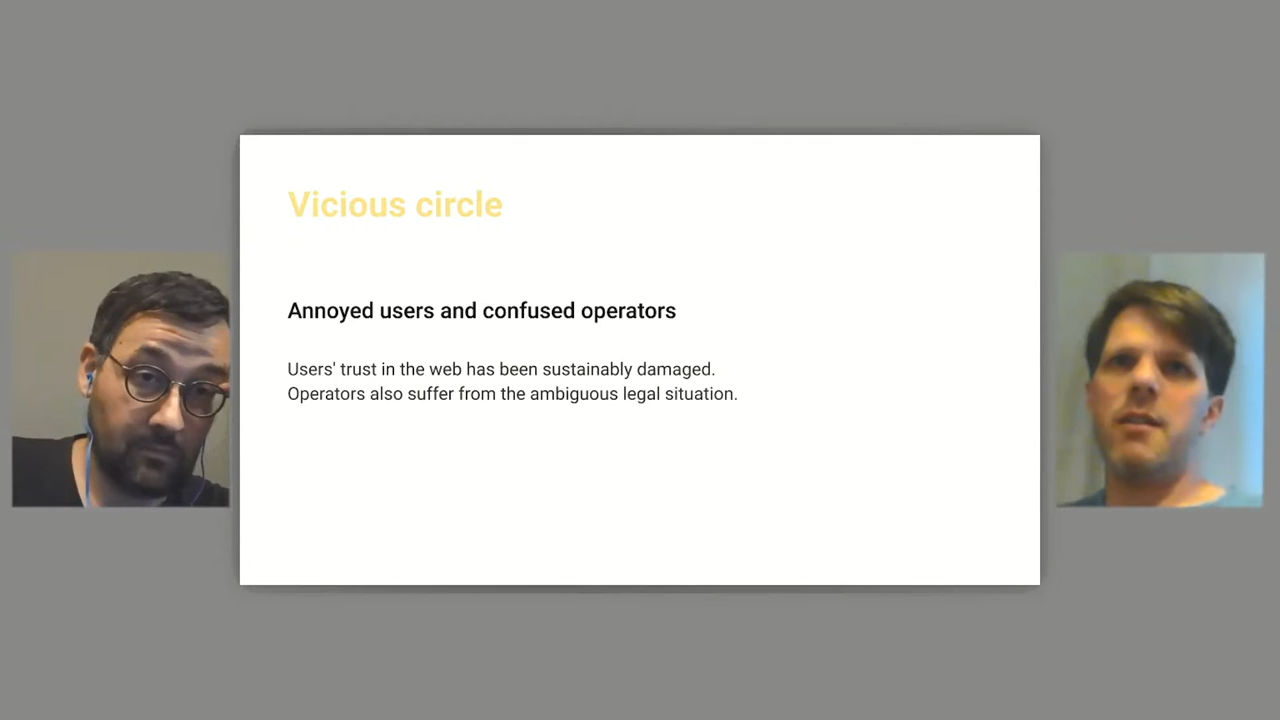 Vicious circle
Annoyed users and confused operators
Users' trust in the web has been sustainably damaged.
Operators also suffer from the ambiguous legal situation.